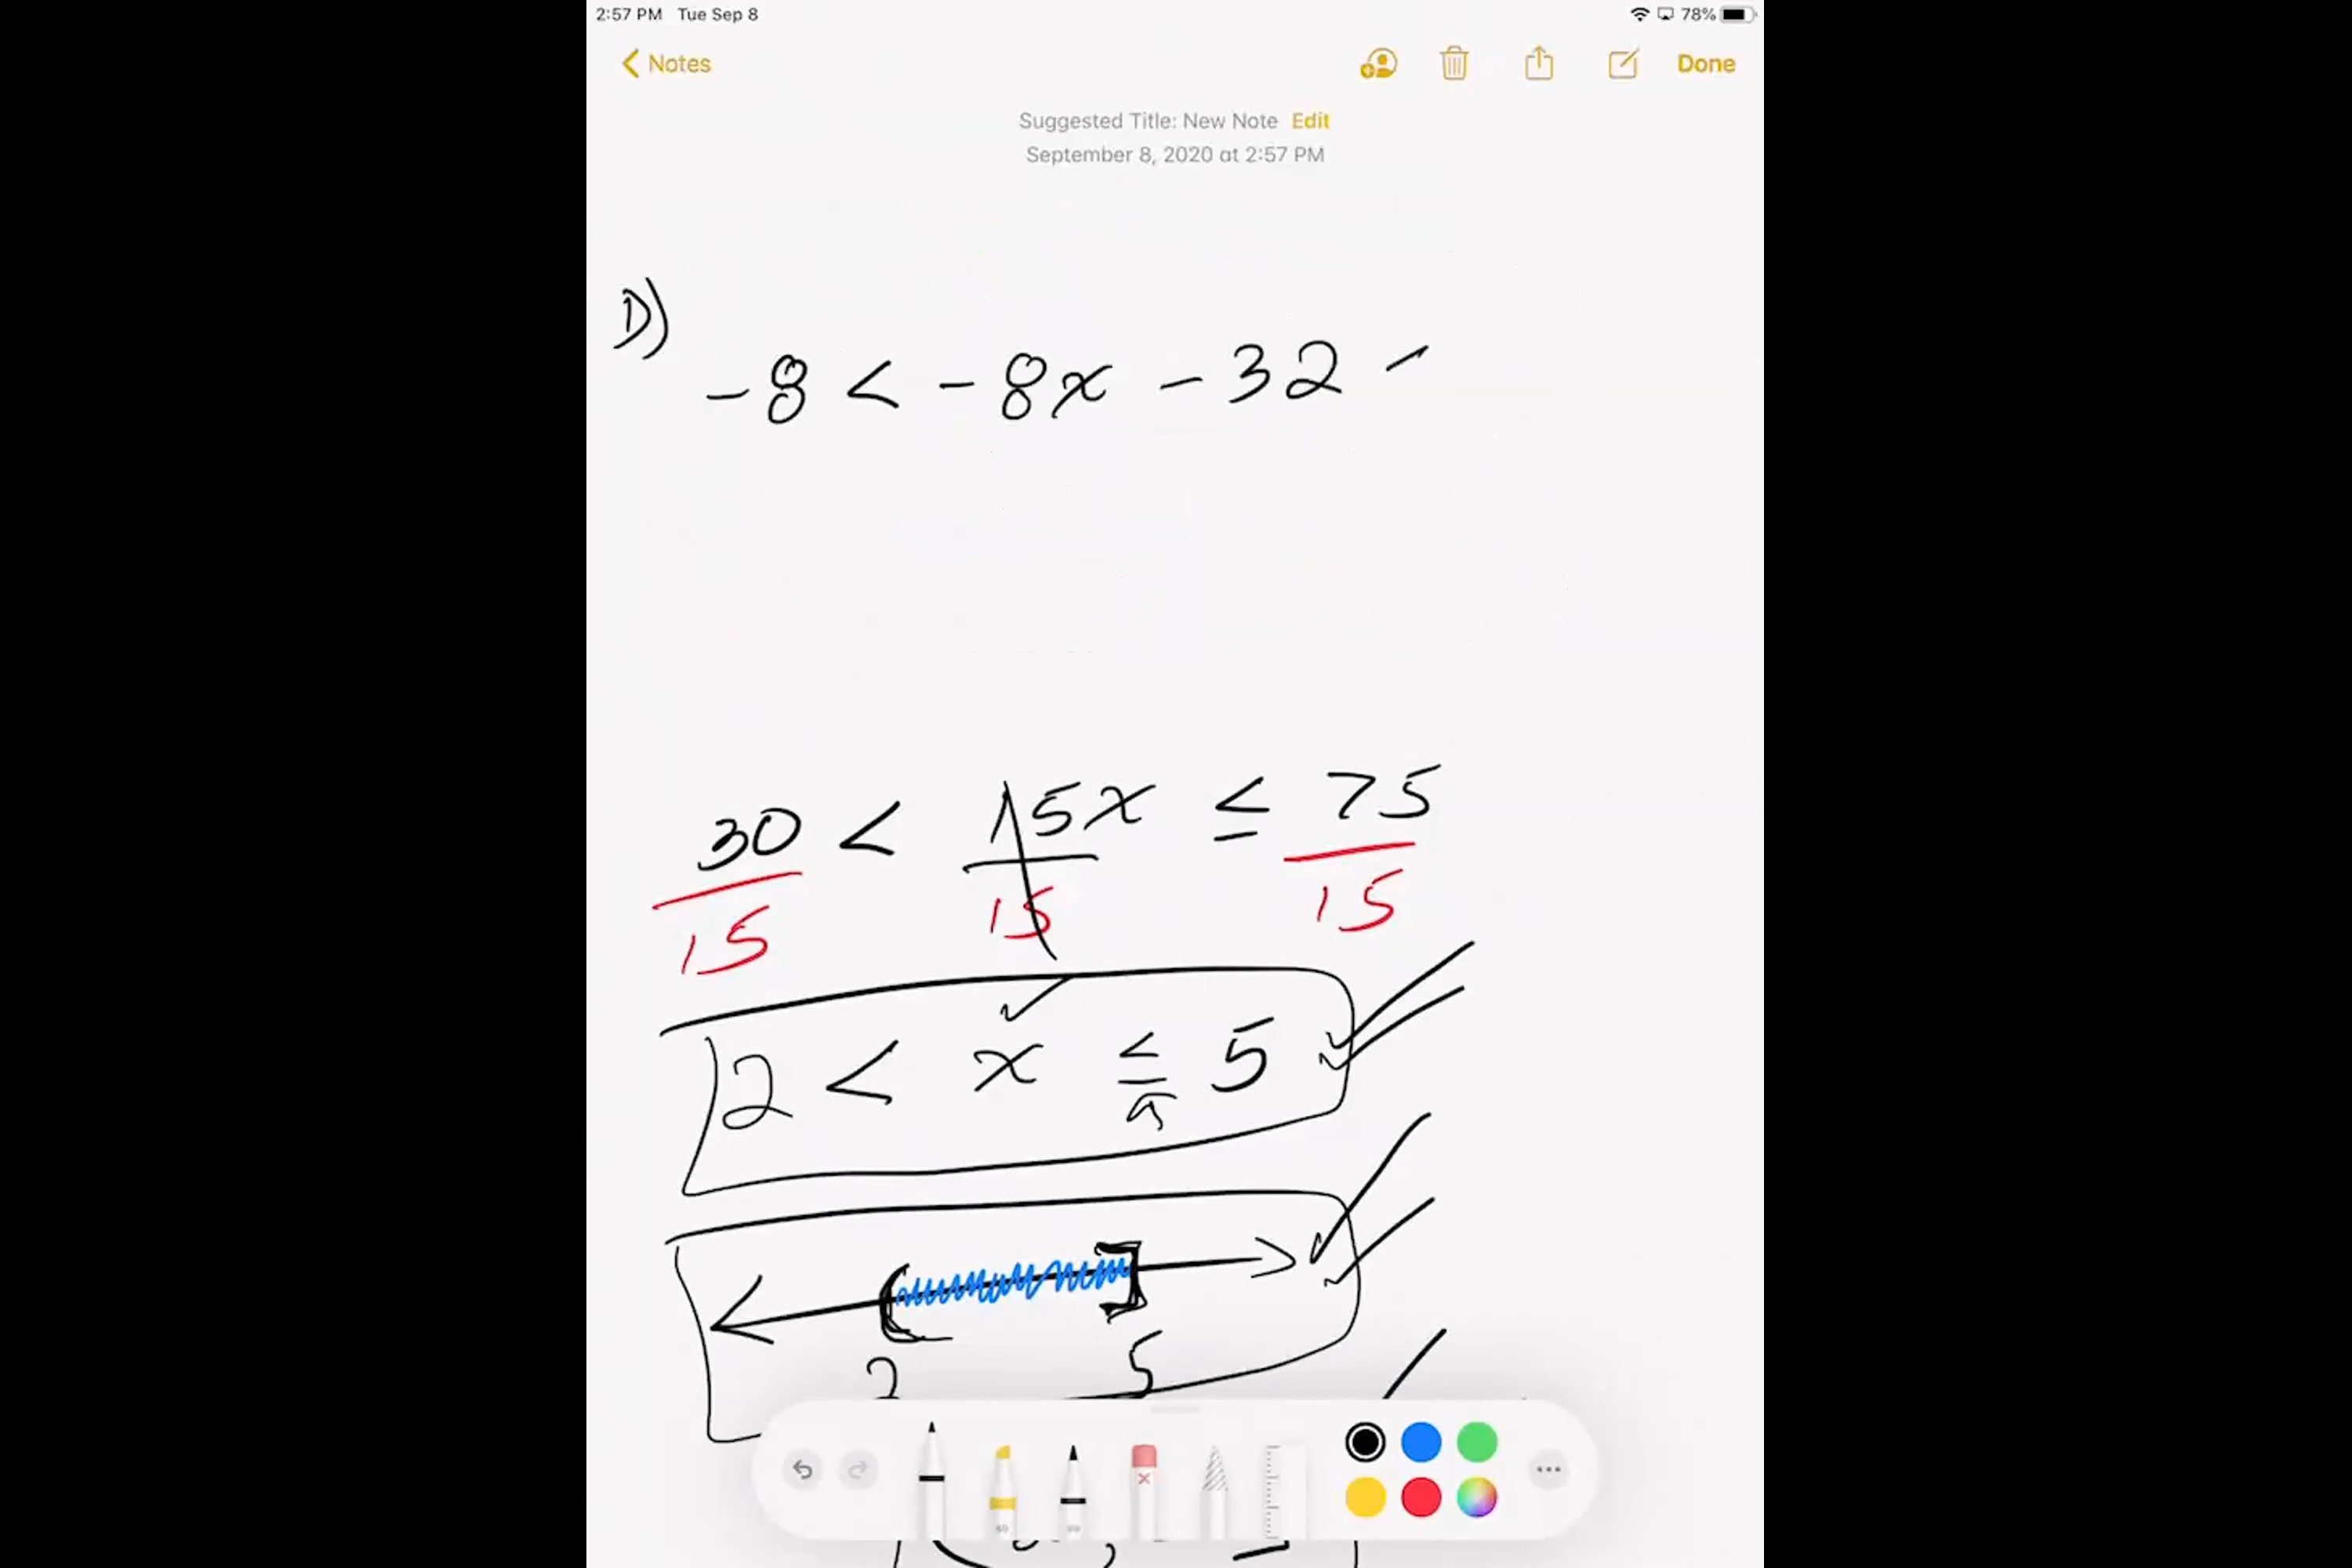 2:57 PM Tue Sep 8 78%
Notes Done
Suggested Title: New Note Edit
September 8, 2020 at 2:57 PM
D)
-8 < -8x - 32
30 < 15x ≤ 75
15 15 15
2 < x ≤ 5
2 5